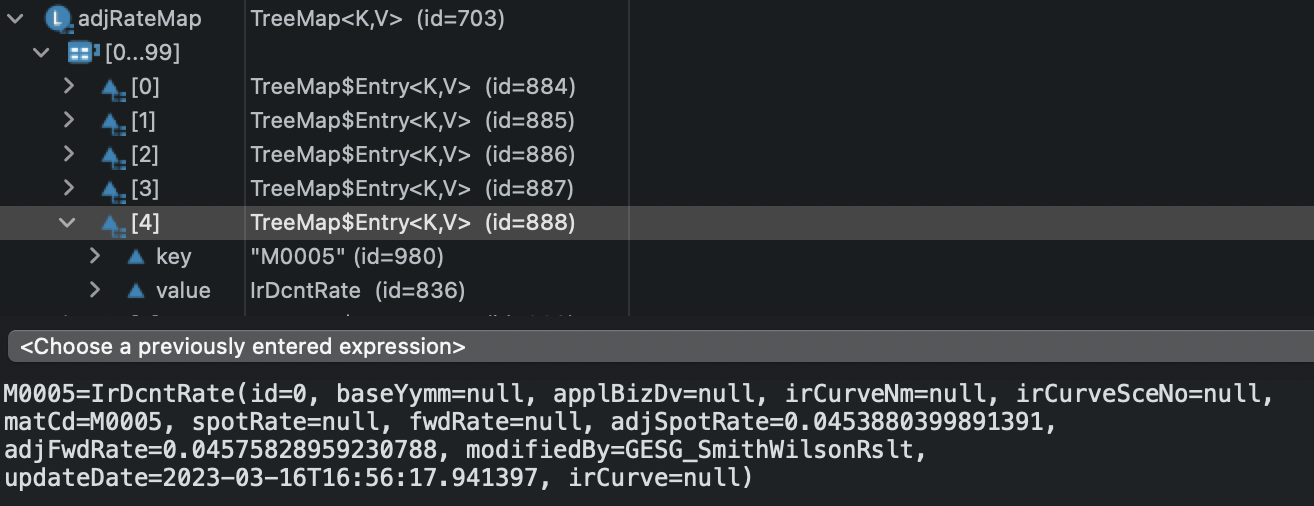 adjRateMap TreeMap<K,V> (id=703)
[0...99]
[0] TreeMap$Entry<K,V> (id=884)
[1] TreeMap$Entry<K,V> (id=885)
[2] TreeMap$Entry<K,V> (id=886)
[3] TreeMap$Entry<K,V> (id=887)
[4] TreeMap$Entry<K,V> (id=888)
key "M0005" (id=980)
value IrDcntRate (id=836)
<Choose a previously entered expression>
M0005=IrDcntRate(id=0, baseYymm=null, applBizDv=null, irCurveNm=null, irCurveSceNo=null,
matCd=M0005, spotRate=null, fwdRate=null, adjSpotRate=0.0453880399891391,
adjFwdRate=0.04575828959230788, modifiedBy=GESG_SmithWilsonRslt,
updateDate=2023-03-16T16:56:17.941397, irCurve=null)